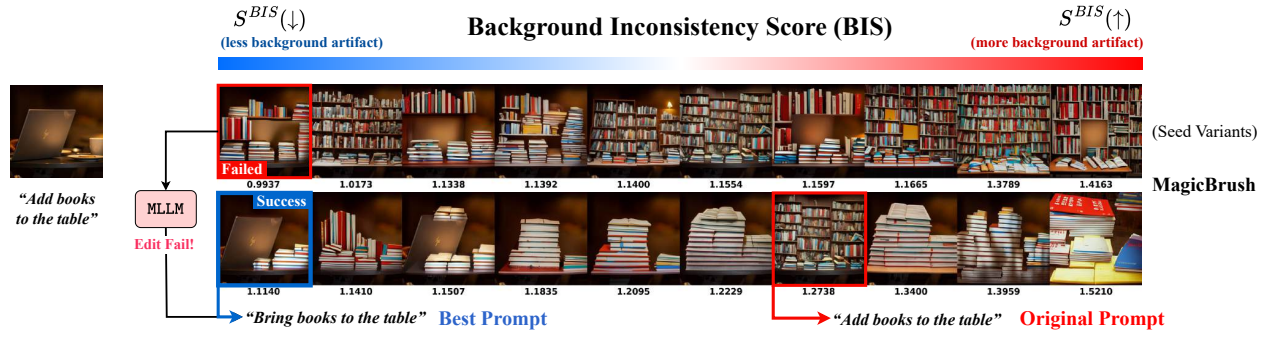 S^{BIS}(↓)
(less background artifact)
Background Inconsistency Score (BIS)
S^{BIS}(↑)
(more background artifact)
Failed
0.9937 1.0173 1.1338 1.1392 1.1400 1.1554 1.1597 1.1665 1.3789 1.4163
(Seed Variants)
MagicBrush
“Add books
to the table”
MLLM
Edit Fail!
Success
1.1140 1.1410 1.1507 1.1835 1.2095 1.2229 1.2738 1.3400 1.3959 1.5210
“Bring books to the table” Best Prompt
“Add books to the table” Original Prompt